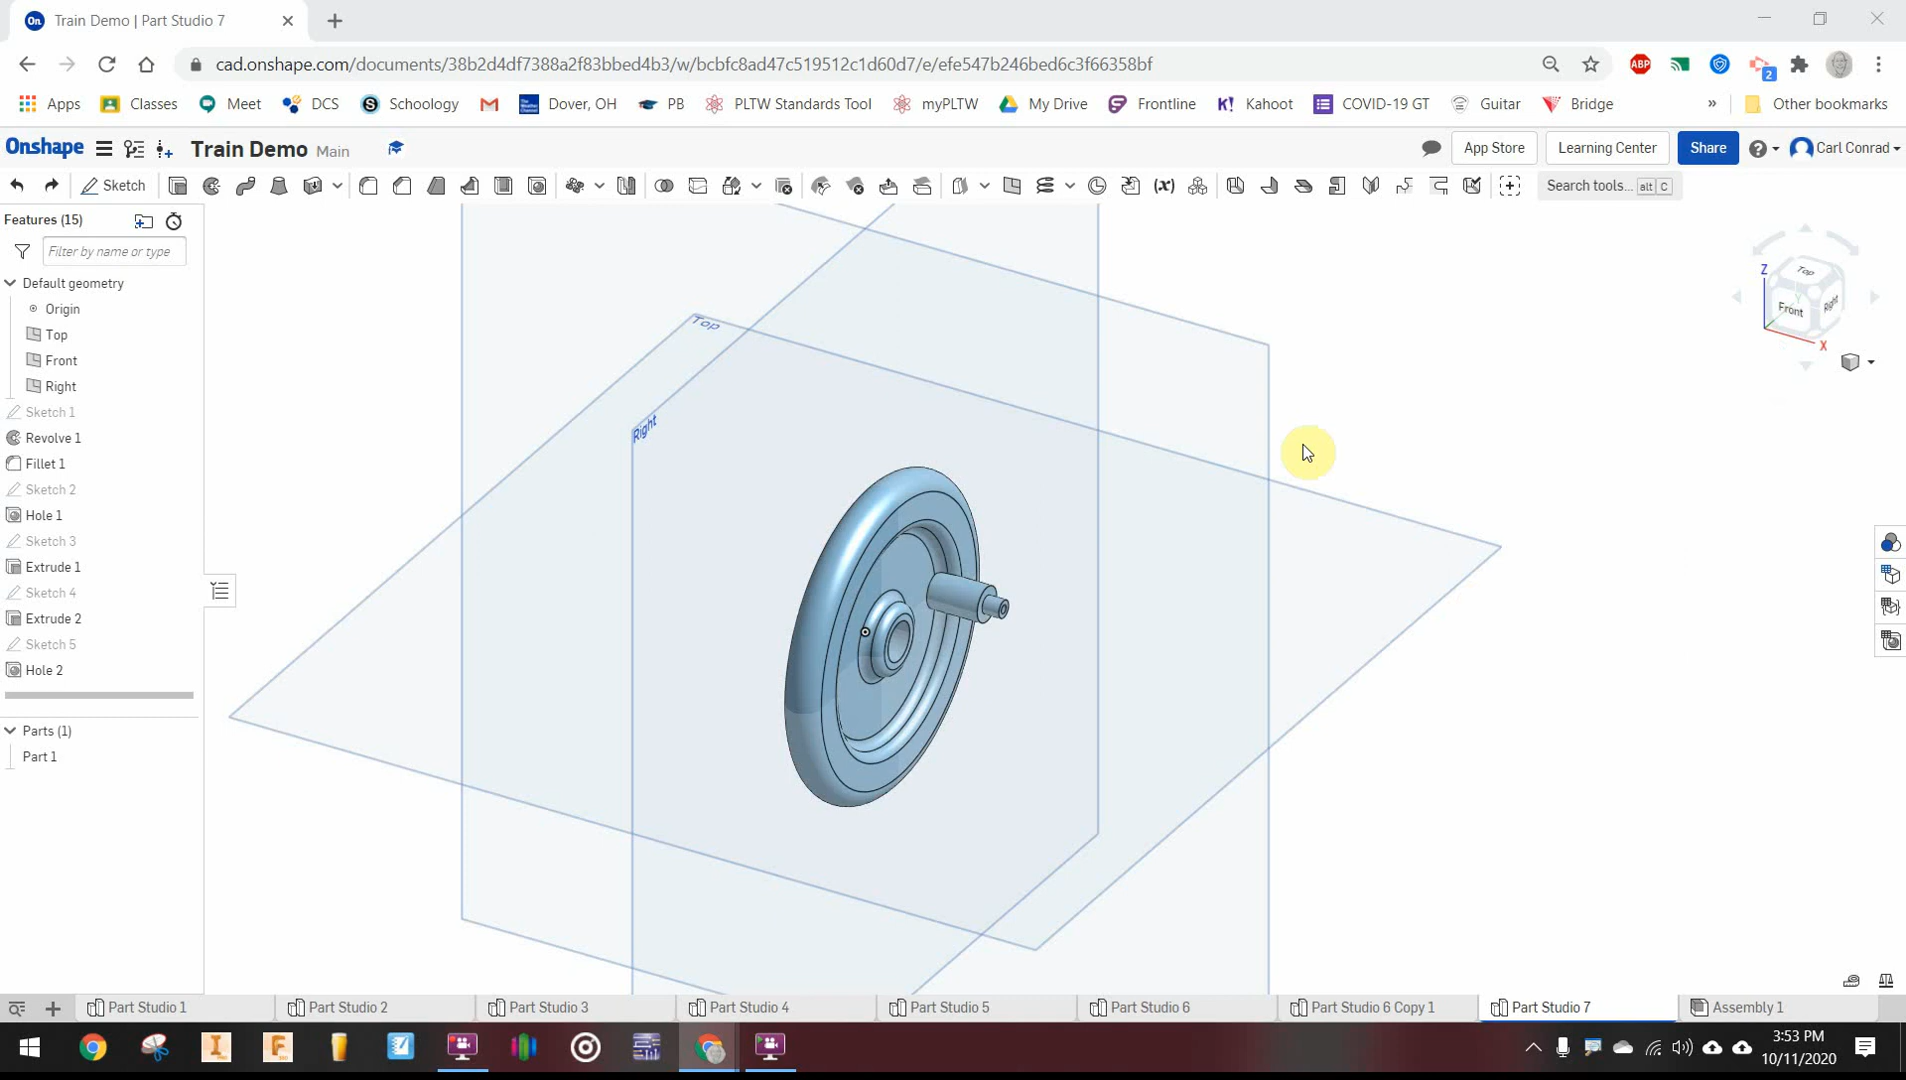 Train Demo | Part Studio 7
cad.onshape.com/documents/38b2d4df7388a2f83bbed4b3/w/bcbfc8ad47c519512c1d60d7/e/efe547b246bed6c3f66358bf
ABP
2
Apps Classes Meet DCS Schoology Dover, OH PB PLTW Standards Tool myPLTW My Drive Frontline Kahoot COVID-19 GT Guitar Bridge » Other bookmarks
Onshape Train Demo Main App Store Learning Center Share Carl Conrad
Sketch Search tools... alt C
Features (15)
Filter by name or type
Default geometry
Origin
Top
Front
Right
Sketch 1
Revolve 1
Fillet 1
Sketch 2
Hole 1
Sketch 3
Extrude 1
Sketch 4
Extrude 2
Sketch 5
Hole 2
Parts (1)
Part 1
Top
Right
Z
Top
Front
Right
Y
X
Part Studio 1 Part Studio 2 Part Studio 3 Part Studio 4 Part Studio 5 Part Studio 6 Part Studio 6 Copy 1 Part Studio 7 Assembly 1
3:53 PM
10/11/2020